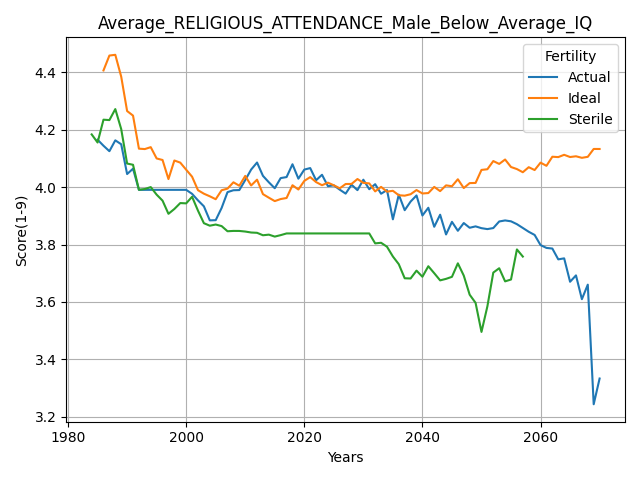 Average_RELIGIOUS_ATTENDANCE_Male_Below_Average_IQ
Fertility
Actual
Ideal
Sterile
Score(1-9)
4.4
4.2
4.0
3.8
3.6
3.4
3.2
1980 2000 2020 2040 2060
Years